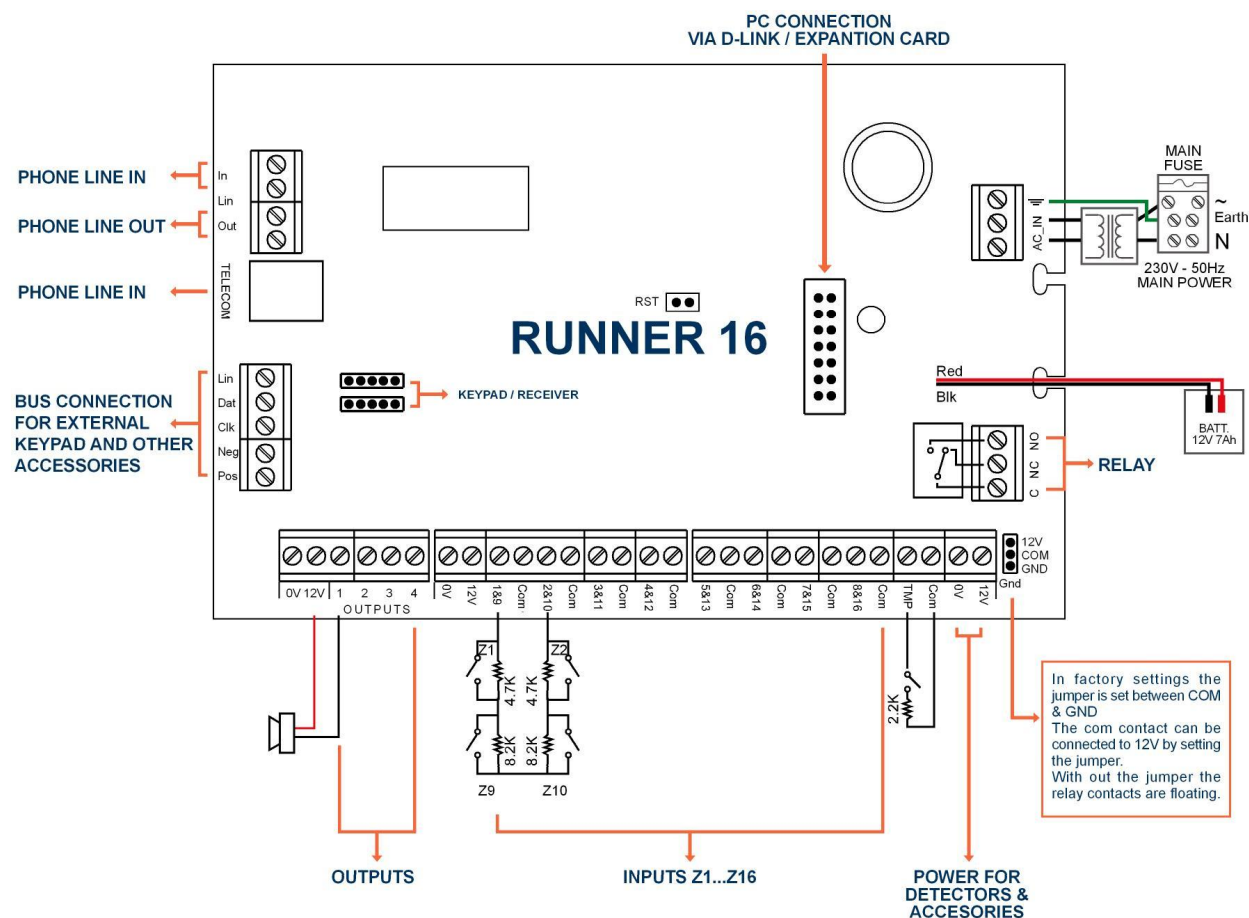 PC CONNECTION
VIA D-LINK / EXPANTION CARD
PHONE LINE IN
In
Lin
PHONE LINE OUT
Out
PHONE LINE IN
TELECOM
RST
RUNNER 16
MAIN
FUSE
~
Earth
N
AC_IN
230V - 50Hz
MAIN POWER
BUS CONNECTION
FOR EXTERNAL
KEYPAD AND OTHER
ACCESSORIES
Lin
Dat
Clk
Neg
Pos
KEYPAD / RECEIVER
Red
Blk
BATT.
12V 7Ah
NO
NC
C
RELAY
12V
COM
GND
Gnd
0V 12V 1 2 3 4
OUTPUTS
0V 12V 1&9 Com 2&10 Com 3&11 Com 4&12 Com
5&13 Com 6&14 Com 7&15 Com 8&16 Com TMP Com 0V 12V
Z1 Z2
4.7K 4.7K
8.2K 8.2K
Z9 Z10
2.2K
In factory settings the
jumper is set between COM
& GND
The com contact can be
connected to 12V by setting
the jumper.
With out the jumper the
relay contacts are floating.
OUTPUTS
INPUTS Z1...Z16
POWER FOR
DETECTORS &
ACCESORIES